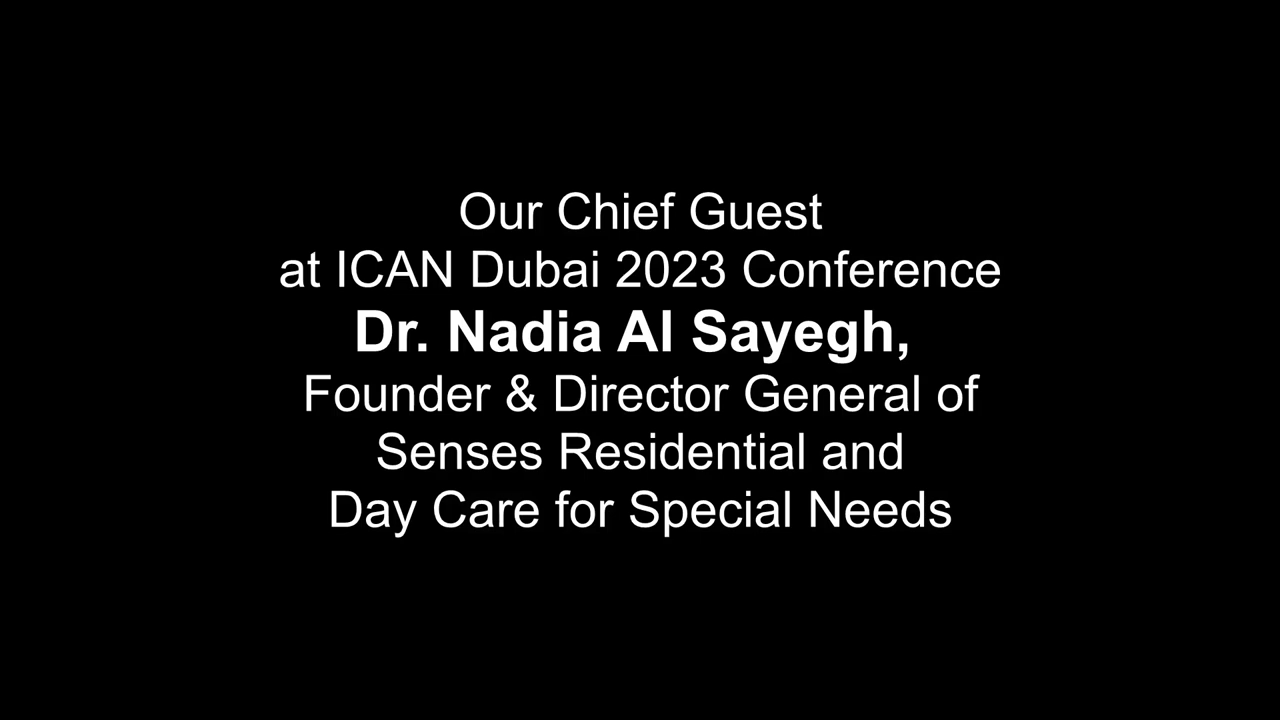 Our Chief Guest
at ICAN Dubai 2023 Conference
Dr. Nadia Al Sayegh,
Founder & Director General of
Senses Residential and
Day Care for Special Needs